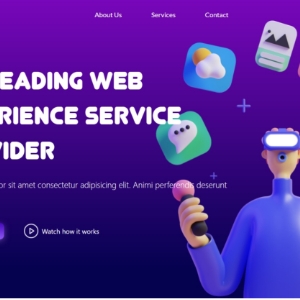 About Us Services Contact
EADING WEB
RIENCE SERVICE
VIDER
or sit amet consectetur adipisicing elit. Animi perferendis deserunt
Watch how it works